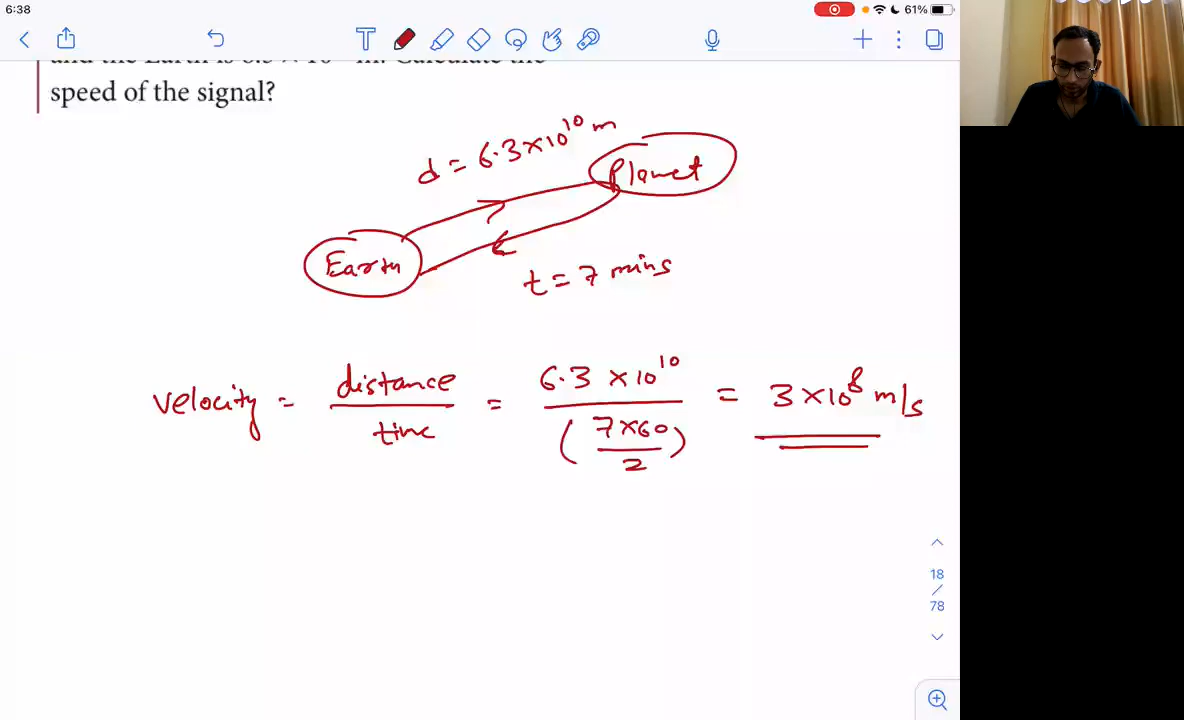 6:38
61%
speed of the signal?
d = 6.3×10¹⁰ m
Planet
Earth
t = 7 mins
velocity = distance / time = 6.3 ×10¹⁰ / (7×60 / 2) = 3 ×10⁸ m/s
18
/
78